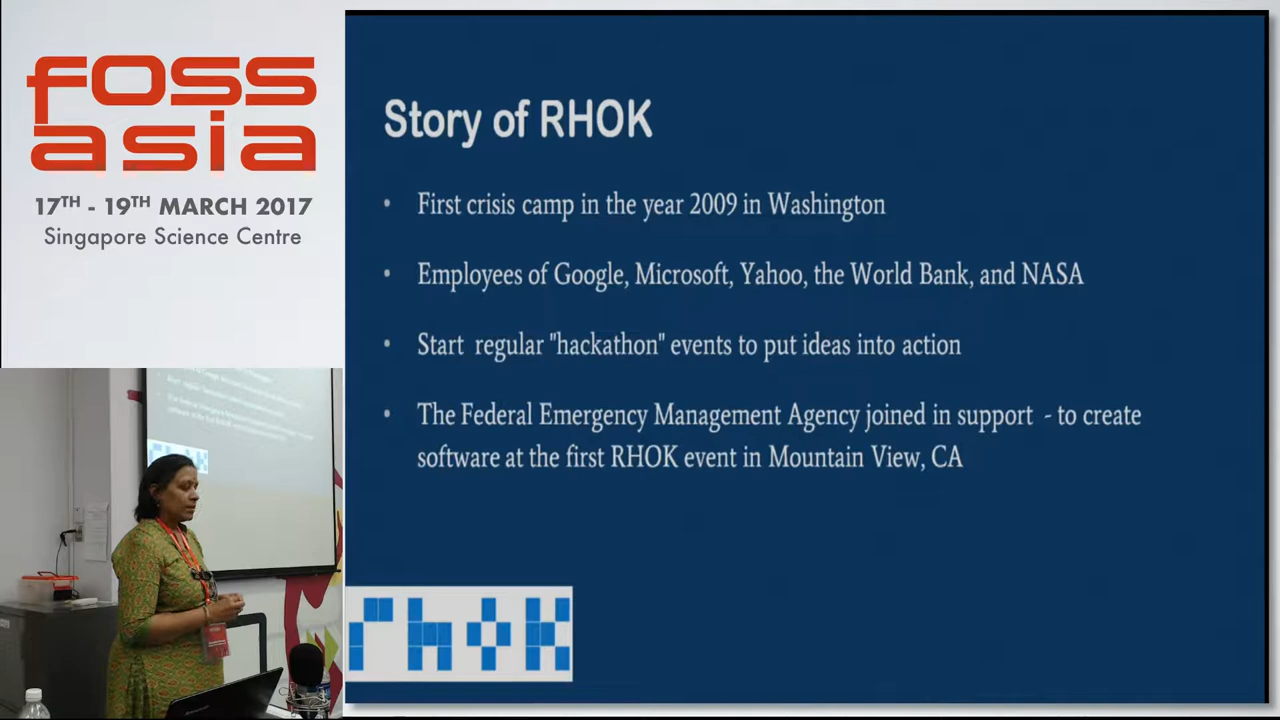 foss
asia
17TH - 19TH MARCH 2017
Singapore Science Centre
Story of RHOK
• First crisis camp in the year 2009 in Washington
• Employees of Google, Microsoft, Yahoo, the World Bank, and NASA
• Start regular "hackathon" events to put ideas into action
• The Federal Emergency Management Agency joined in support - to create
software at the first RHOK event in Mountain View, CA
rhok